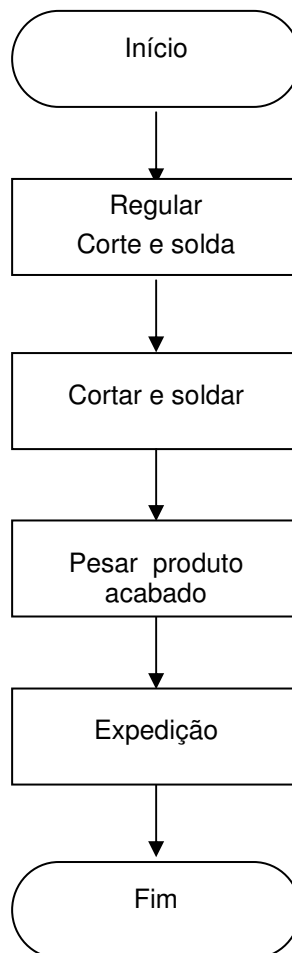 Início
Regular
Corte e solda
Cortar e soldar
Pesar produto
acabado
Expedição
Fim